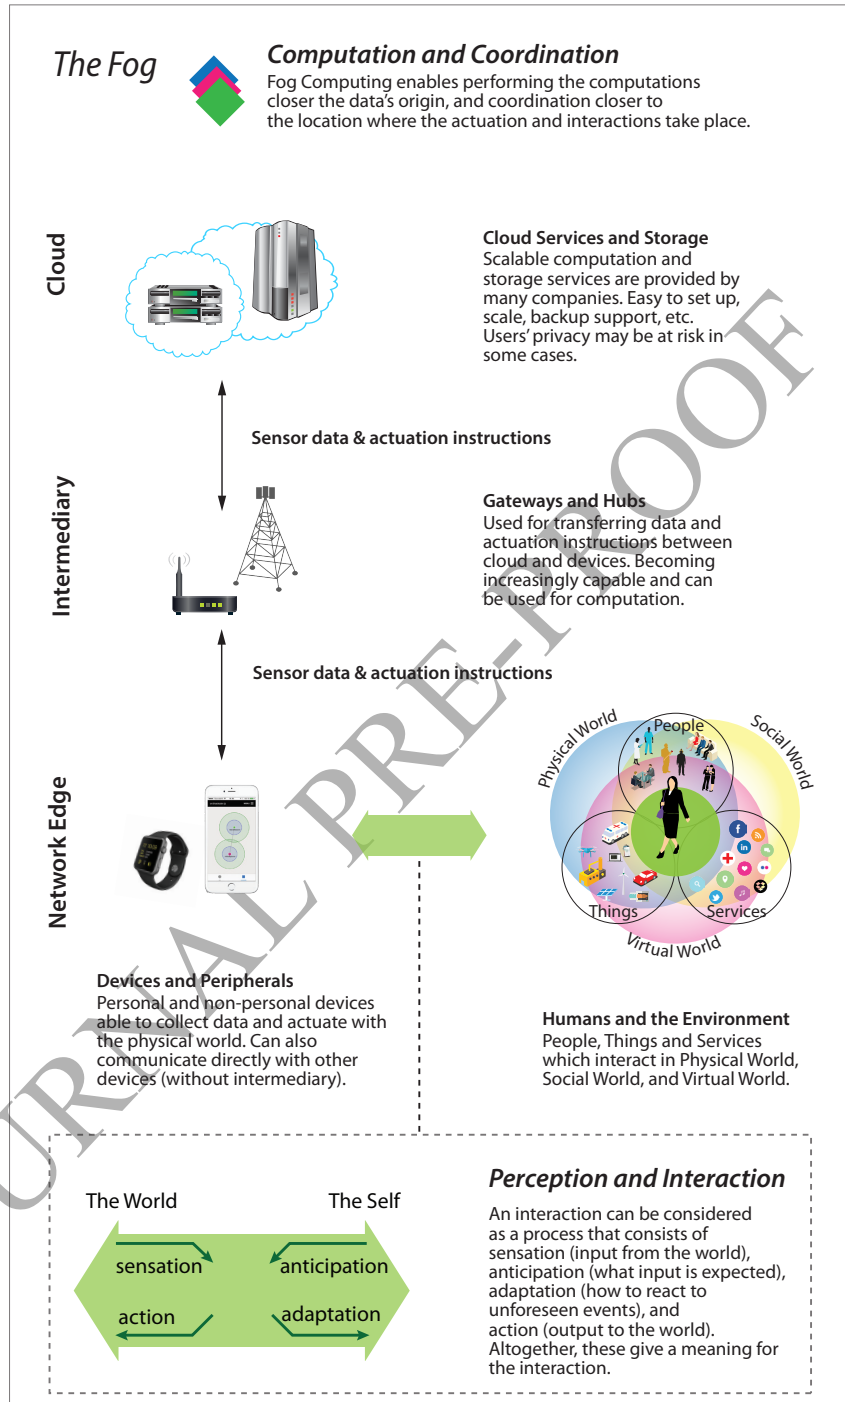 The Fog
Computation and Coordination
Fog Computing enables performing the computations
closer the data's origin, and coordination closer to
the location where the actuation and interactions take place.
Cloud
Cloud Services and Storage
Scalable computation and
storage services are provided by
many companies. Easy to set up,
scale, backup support, etc.
Users' privacy may be at risk in
some cases.
Sensor data & actuation instructions
Intermediary
Gateways and Hubs
Used for transferring data and
actuation instructions between
cloud and devices. Becoming
increasingly capable and can
be used for computation.
Sensor data & actuation instructions
Network Edge
Physical World
People
Social World
Things
Services
Virtual World
Devices and Peripherals
Personal and non-personal devices
able to collect data and actuate with
the physical world. Can also
communicate directly with other
devices (without intermediary).
Humans and the Environment
People, Things and Services
which interact in Physical World,
Social World, and Virtual World.
The World
The Self
sensation
anticipation
action
adaptation
Perception and Interaction
An interaction can be considered
as a process that consists of
sensation (input from the world),
anticipation (what input is expected),
adaptation (how to react to
unforeseen events), and
action (output to the world).
Altogether, these give a meaning for
the interaction.
URNAL PRE-PROOF